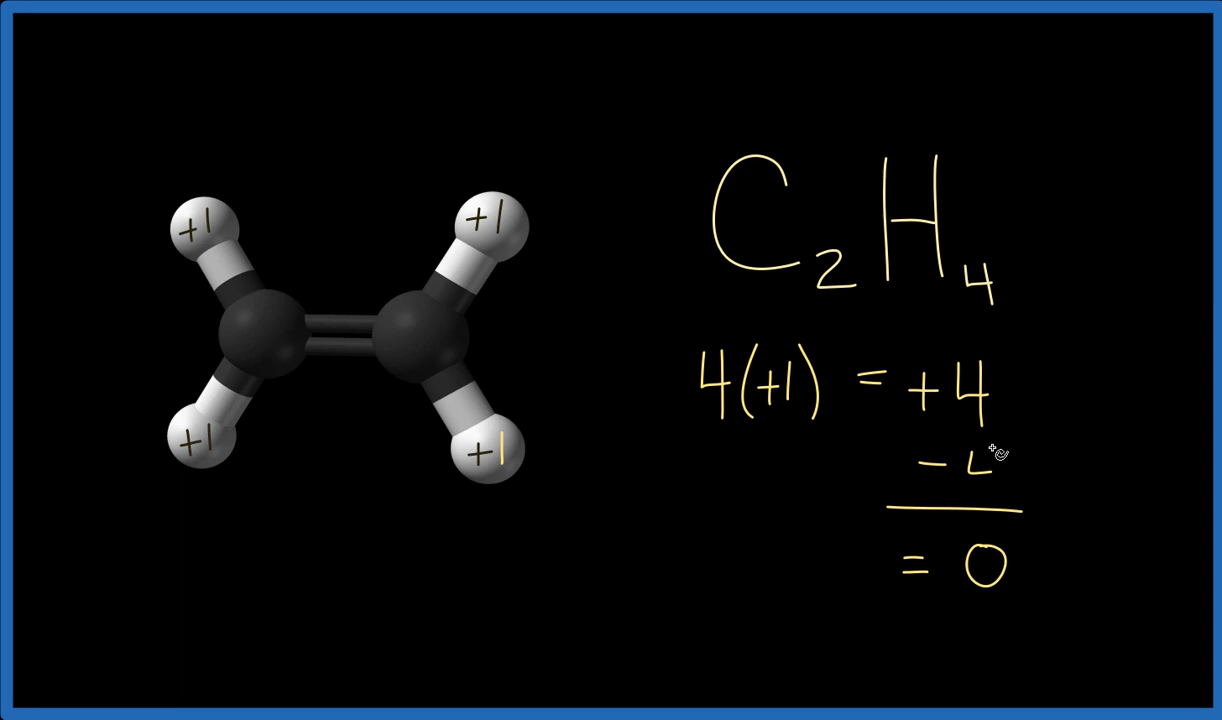 +1 +1
C2H4
4(+1) = +4
+1 +1
-
= 0